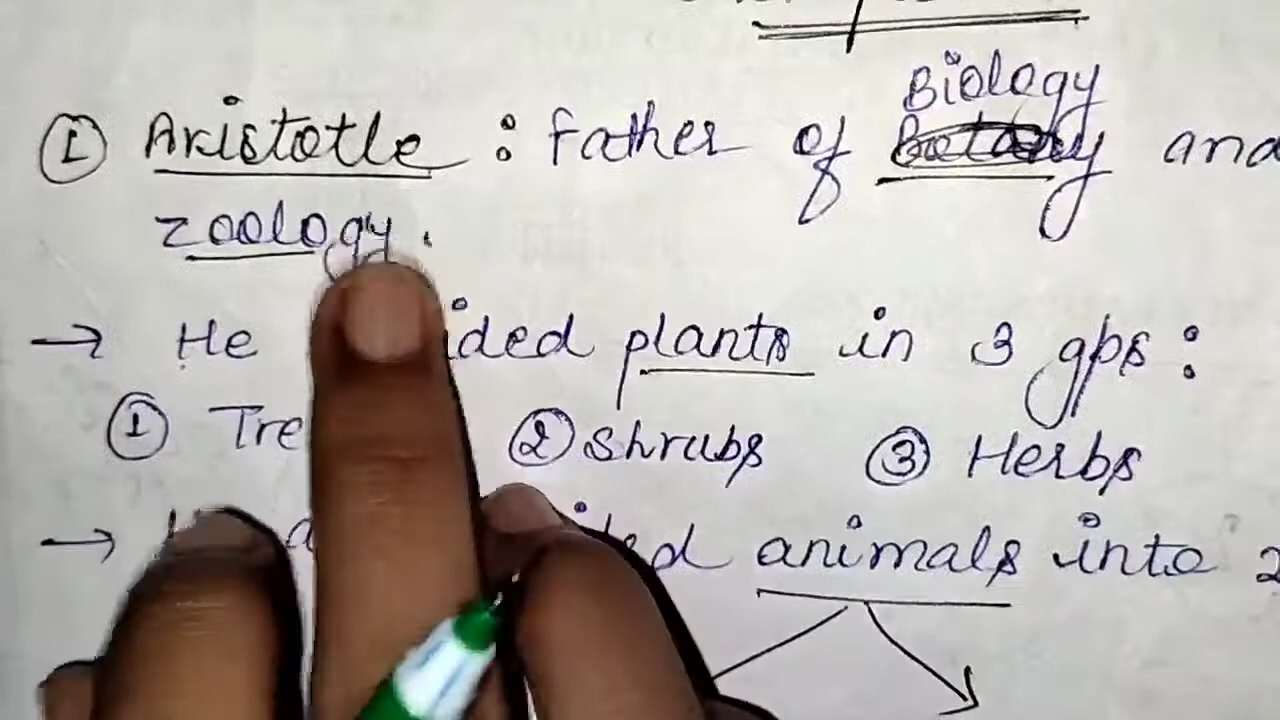 ① Aristotle : Father of Biology and
zoology.
→ He plants in 3 gps :
① ② Shrubs ③ Herbs
→ animals into 2